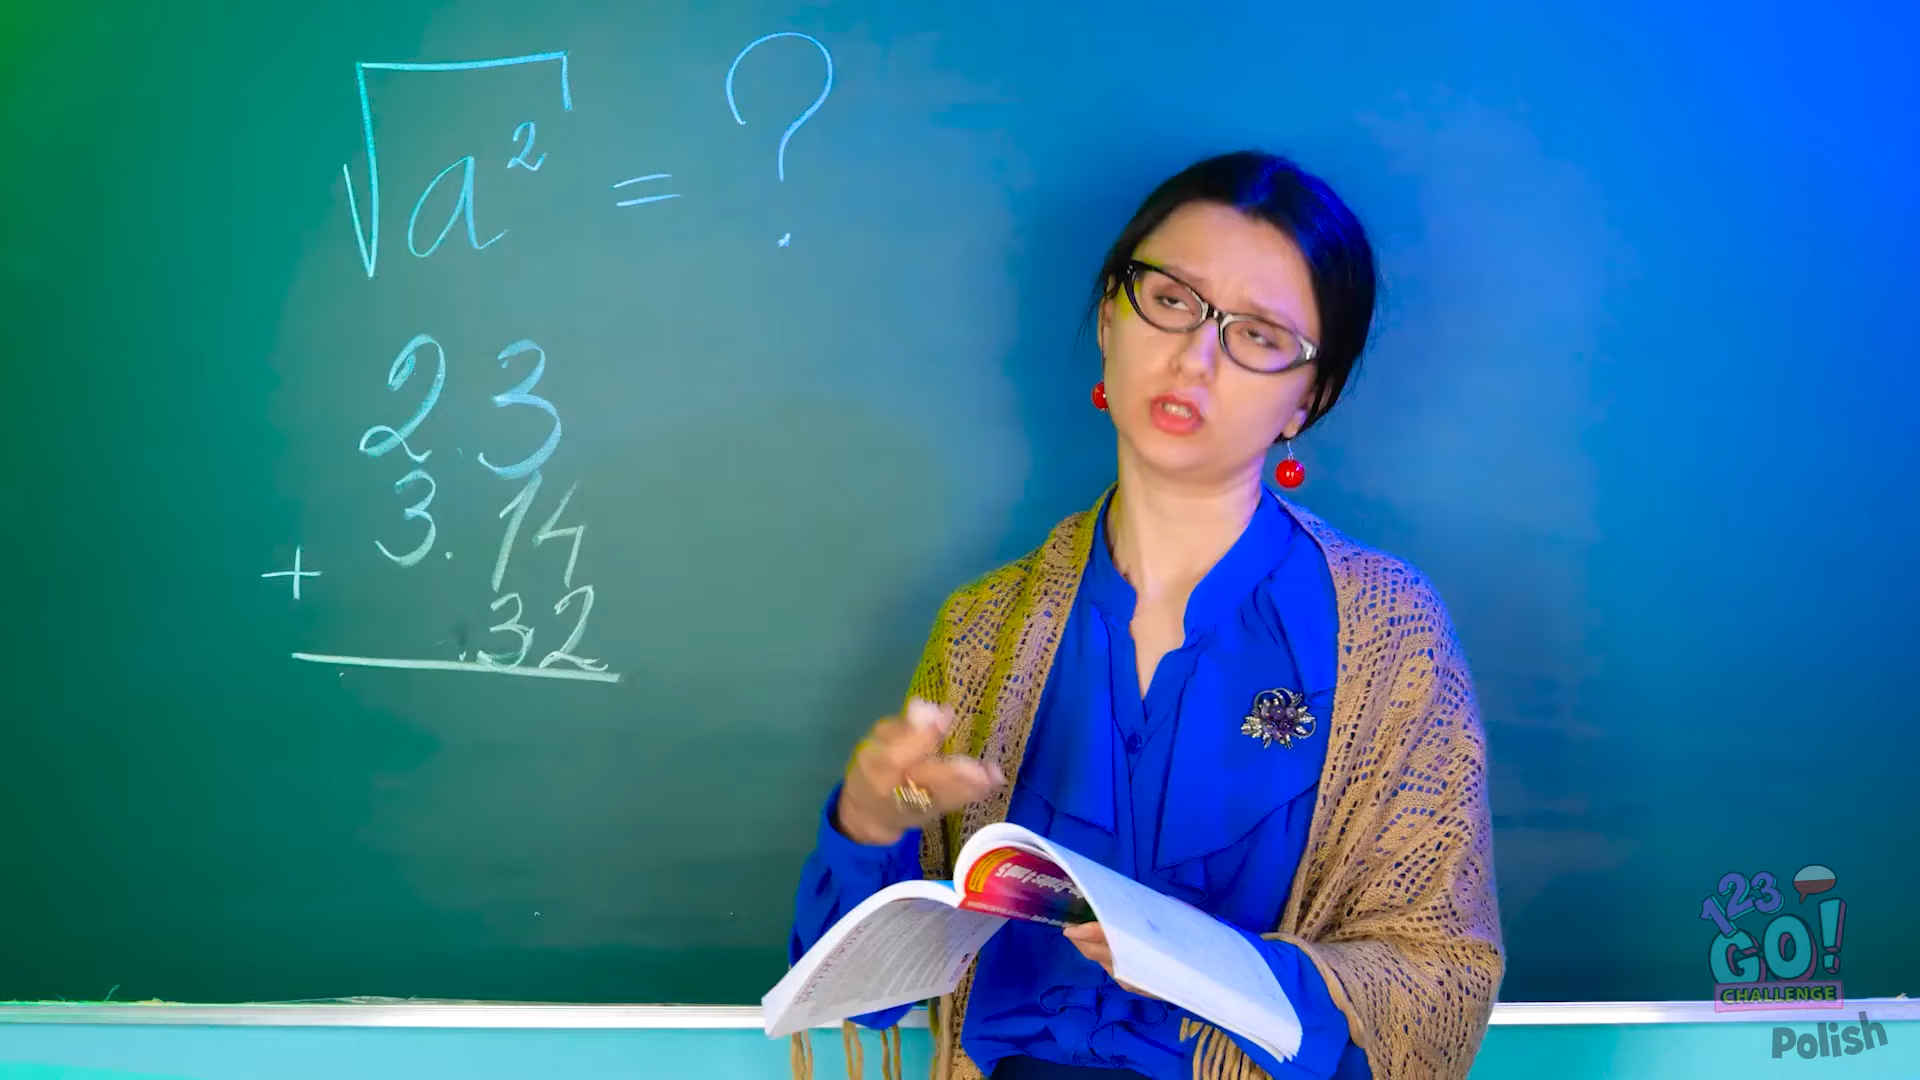 √a² = ?
2.3
3.14
+ .32
123
GO!
CHALLENGE
Polish